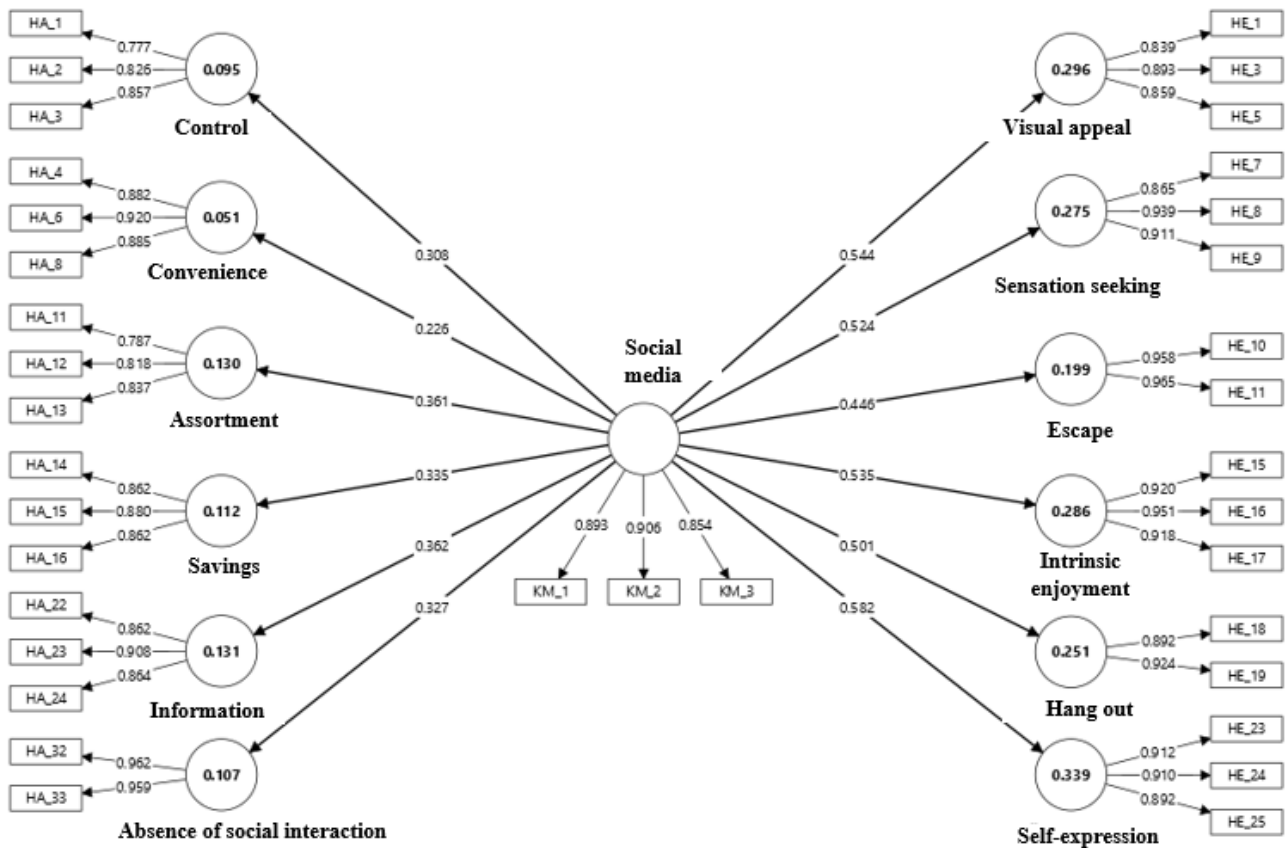 HA_1
0.777
HA_2
0.826
HA_3
0.857
0.095
Control
HA_4
0.882
HA_6
0.920
HA_8
0.885
0.051
Convenience
HA_11
0.787
HA_12
0.818
HA_13
0.837
0.130
Assortment
HA_14
0.862
HA_15
0.880
HA_16
0.862
0.112
Savings
HA_22
0.862
HA_23
0.908
HA_24
0.864
0.131
Information
HA_32
0.962
HA_33
0.959
0.107
Absence of social interaction
0.308
0.226
0.361
0.335
0.362
0.327
Social
media
0.893
0.906
0.854
KM_1
KM_2
KM_3
0.544
0.524
0.446
0.535
0.501
0.582
0.296
Visual appeal
0.839
HE_1
0.893
HE_3
0.859
HE_5
0.275
Sensation seeking
0.865
HE_7
0.939
HE_8
0.911
HE_9
0.199
Escape
0.958
HE_10
0.965
HE_11
0.286
Intrinsic
enjoyment
0.920
HE_15
0.951
HE_16
0.918
HE_17
0.251
Hang out
0.892
HE_18
0.924
HE_19
0.339
Self-expression
0.912
HE_23
0.910
HE_24
0.892
HE_25